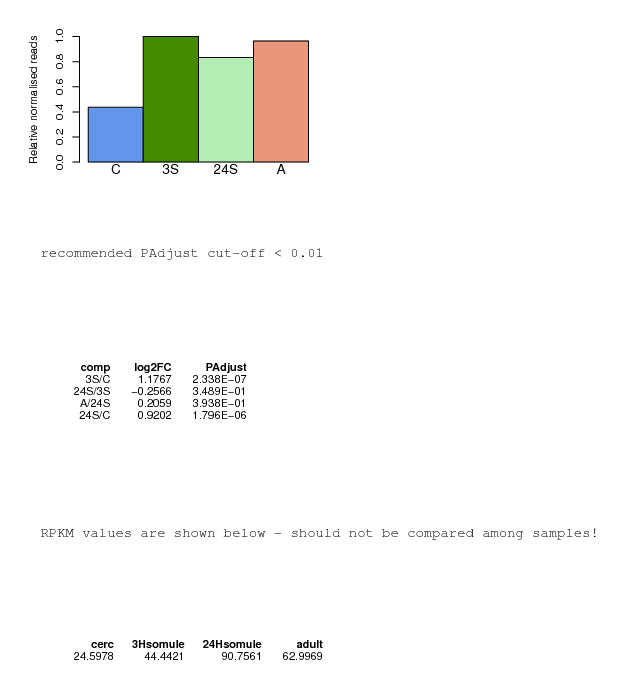 Relative normalised reads
1.0
0.8
0.6
0.4
0.2
0.0
C 3S 24S A
recommended PAdjust cut-off < 0.01
comp log2FC PAdjust
3S/C 1.1767 2.338E−07
24S/3S −0.2566 3.489E−01
A/24S 0.2059 3.938E−01
24S/C 0.9202 1.796E−06
RPKM values are shown below - should not be compared among samples!
cerc 3Hsomule 24Hsomule adult
24.5978 44.4421 90.7561 62.9969